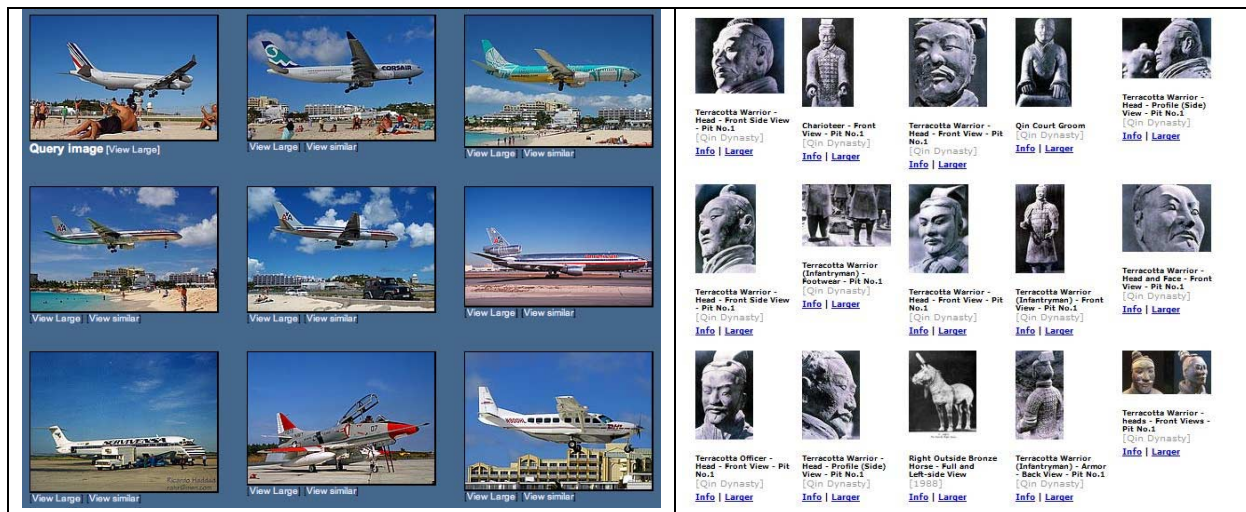 CORSAIR
Query image [View Large]
View Large | View similar
View Large | View similar
AA
AA
View Large | View similar
View Large | View similar
View Large | View similar
07
View Large | View similar
View Large | View similar
View Large | View similar
Terracotta Warrior -
Head - Front Side View
- Pit No.1
[Qin Dynasty]
Info | Larger
Charioteer - Front
View - Pit No.1
[Qin Dynasty]
Info | Larger
Terracotta Warrior -
Head - Front View - Pit
No.1
[Qin Dynasty]
Info | Larger
Qin Court Groom
[Qin Dynasty]
Info | Larger
Terracotta Warrior -
Head - Profile (Side)
View - Pit No.1
[Qin Dynasty]
Info | Larger
Terracotta Warrior -
Head - Front Side View
- Pit No.1
[Qin Dynasty]
Info | Larger
Terracotta Warrior
(Infantryman) -
Footwear - Pit No.1
[Qin Dynasty]
Info | Larger
Terracotta Warrior -
Head - Front View - Pit
No.1
[Qin Dynasty]
Info | Larger
Terracotta Warrior
(Infantryman) - Front
View - Pit No.1
[Qin Dynasty]
Info | Larger
Terracotta Warrior -
Head and Face - Front
View - Pit No.1
[Qin Dynasty]
Info | Larger
Terracotta Officer -
Head - Front View - Pit
No.1
[Qin Dynasty]
Info | Larger
Terracotta Warrior -
Head - Profile (Side)
View - Pit No.1
[Qin Dynasty]
Info | Larger
Right Outside Bronze
Horse - Full and
Left-side View
[1988]
Info | Larger
Terracotta Warrior
(Infantryman) - Armor
- Back View - Pit No.1
[Qin Dynasty]
Info | Larger
Terracotta Warrior -
heads - Front Views -
Pit No.1
[Qin Dynasty]
Info | Larger